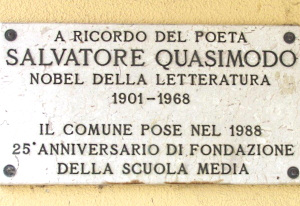 A RICORDO DEL POETA
SALVATORE QUASIMODO
NOBEL DELLA LETTERATURA
1901-1968
IL COMUNE POSE NEL 1988
25° ANNIVERSARIO DI FONDAZIONE
DELLA SCUOLA MEDIA